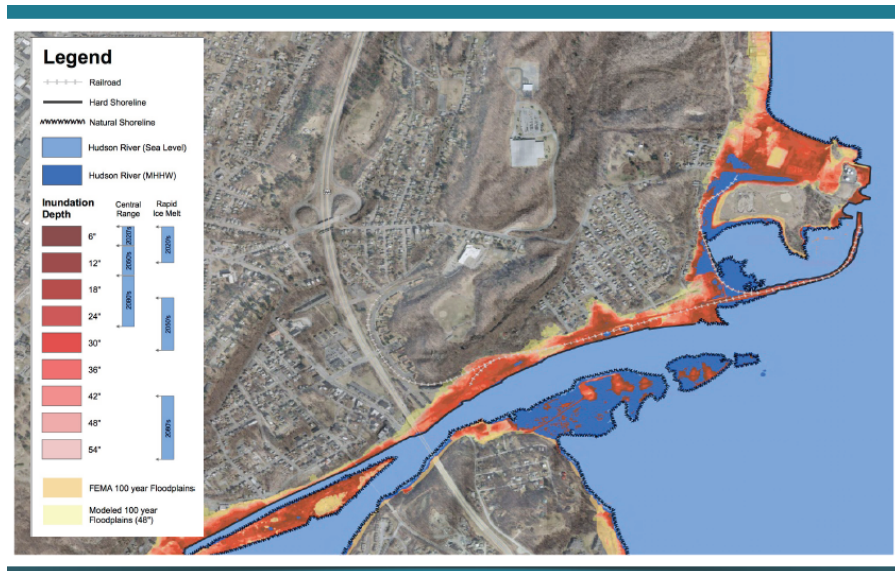 Legend
Railroad
Hard Shoreline
Natural Shoreline
Hudson River (Sea Level)
Hudson River (MHHW)
Inundation
Depth
Central
Range
Rapid
Ice Melt
6"
12"
18"
24"
30"
36"
42"
48"
54"
2020's
2050's
2080's
2020's
2050's
2080's
FEMA 100 year Floodplains
Modeled 100 year
Floodplains (48")